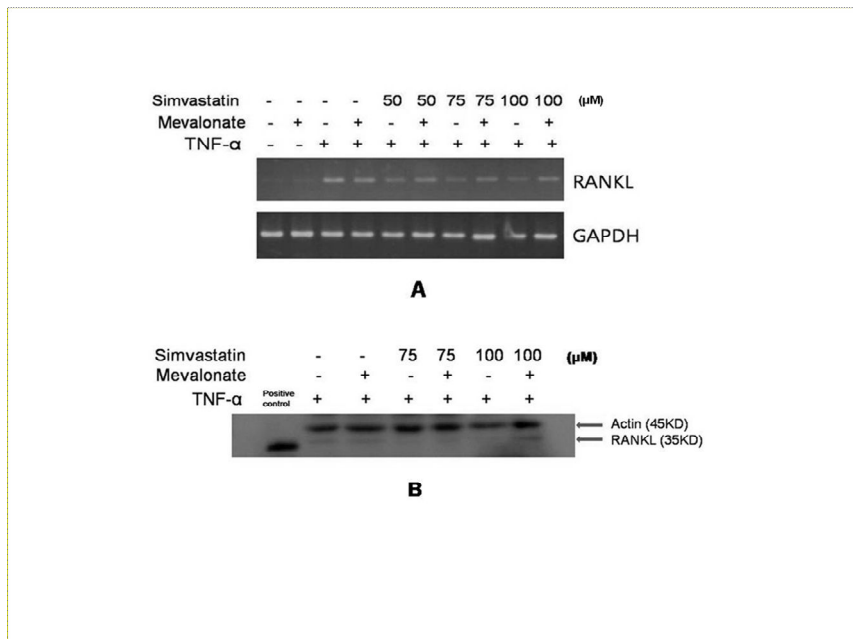 Simvastatin - - - - 50 50 75 75 100 100 (µM)
Mevalonate - + - + - + - + - +
TNF-α - - + + + + + + + +
RANKL
GAPDH
A
Simvastatin - - 75 75 100 100 (µM)
Mevalonate - + - + - +
TNF-α Positive control + + + + + +
Actin (45KD)
RANKL (35KD)
B